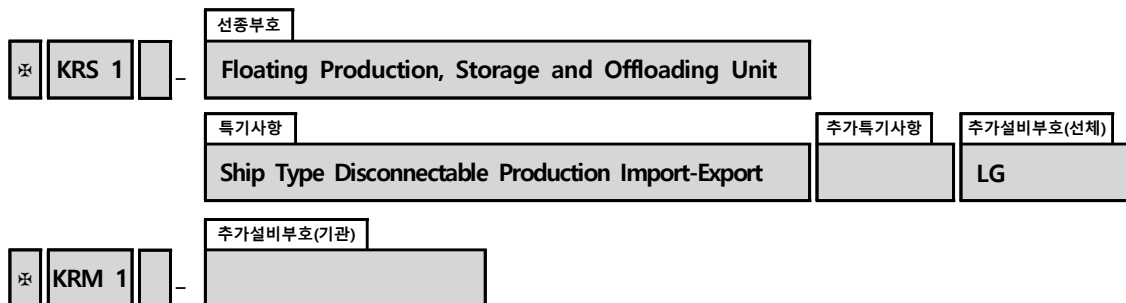 선종부호
✠ KRS 1 – Floating Production, Storage and Offloading Unit
특기사항 추가특기사항 추가설비부호(선체)
Ship Type Disconnectable Production Import-Export LG
추가설비부호(기관)
✠ KRM 1 –